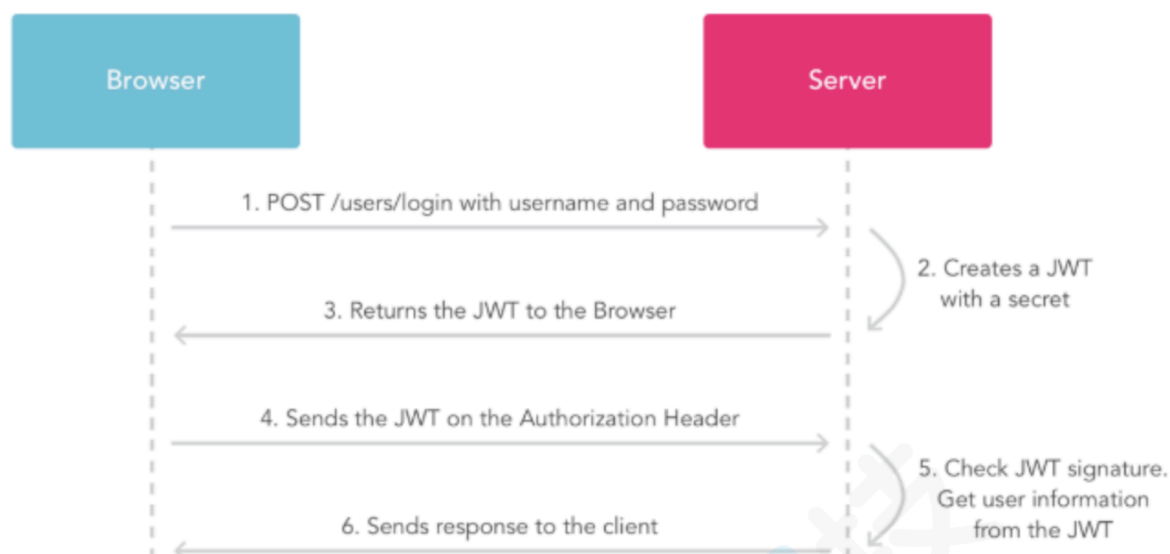 Browser
Server
1. POST /users/login with username and password
2. Creates a JWT
with a secret
3. Returns the JWT to the Browser
4. Sends the JWT on the Authorization Header
5. Check JWT signature.
Get user information
from the JWT
6. Sends response to the client